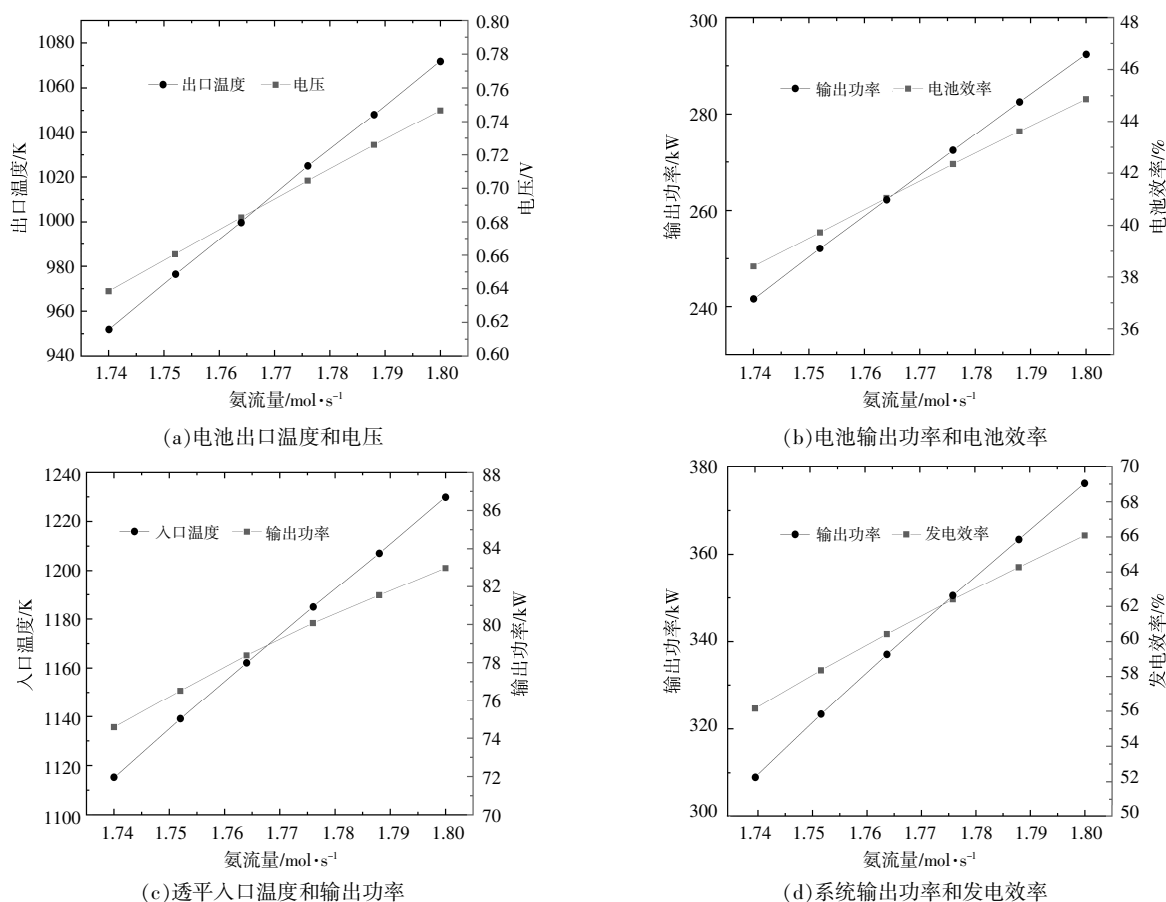 1080
1060
1040
1020
1000
980
960
940
出口温度/K
出口温度
电压
0.80
0.78
0.76
0.74
0.72
0.70
0.68
0.66
0.64
0.62
0.60
电压/V
1.74 1.75 1.76 1.77 1.78 1.79 1.80
氨流量/mol·s⁻¹
(a)电池出口温度和电压
300
280
260
240
输出功率/kW
输出功率
电池效率
48
46
44
42
40
38
36
电池效率/%
1.74 1.75 1.76 1.77 1.78 1.79 1.80
氨流量/mol·s⁻¹
(b)电池输出功率和电池效率
1240
1220
1200
1180
1160
1140
1120
1100
入口温度/K
入口温度
输出功率
88
86
84
82
80
78
76
74
72
70
输出功率/kW
1.74 1.75 1.76 1.77 1.78 1.79 1.80
氨流量/mol·s⁻¹
(c)透平入口温度和输出功率
380
360
340
320
300
输出功率/kW
输出功率
发电效率
70
68
66
64
62
60
58
56
54
52
50
发电效率/%
1.74 1.75 1.76 1.77 1.78 1.79 1.80
氨流量/mol·s⁻¹
(d)系统输出功率和发电效率